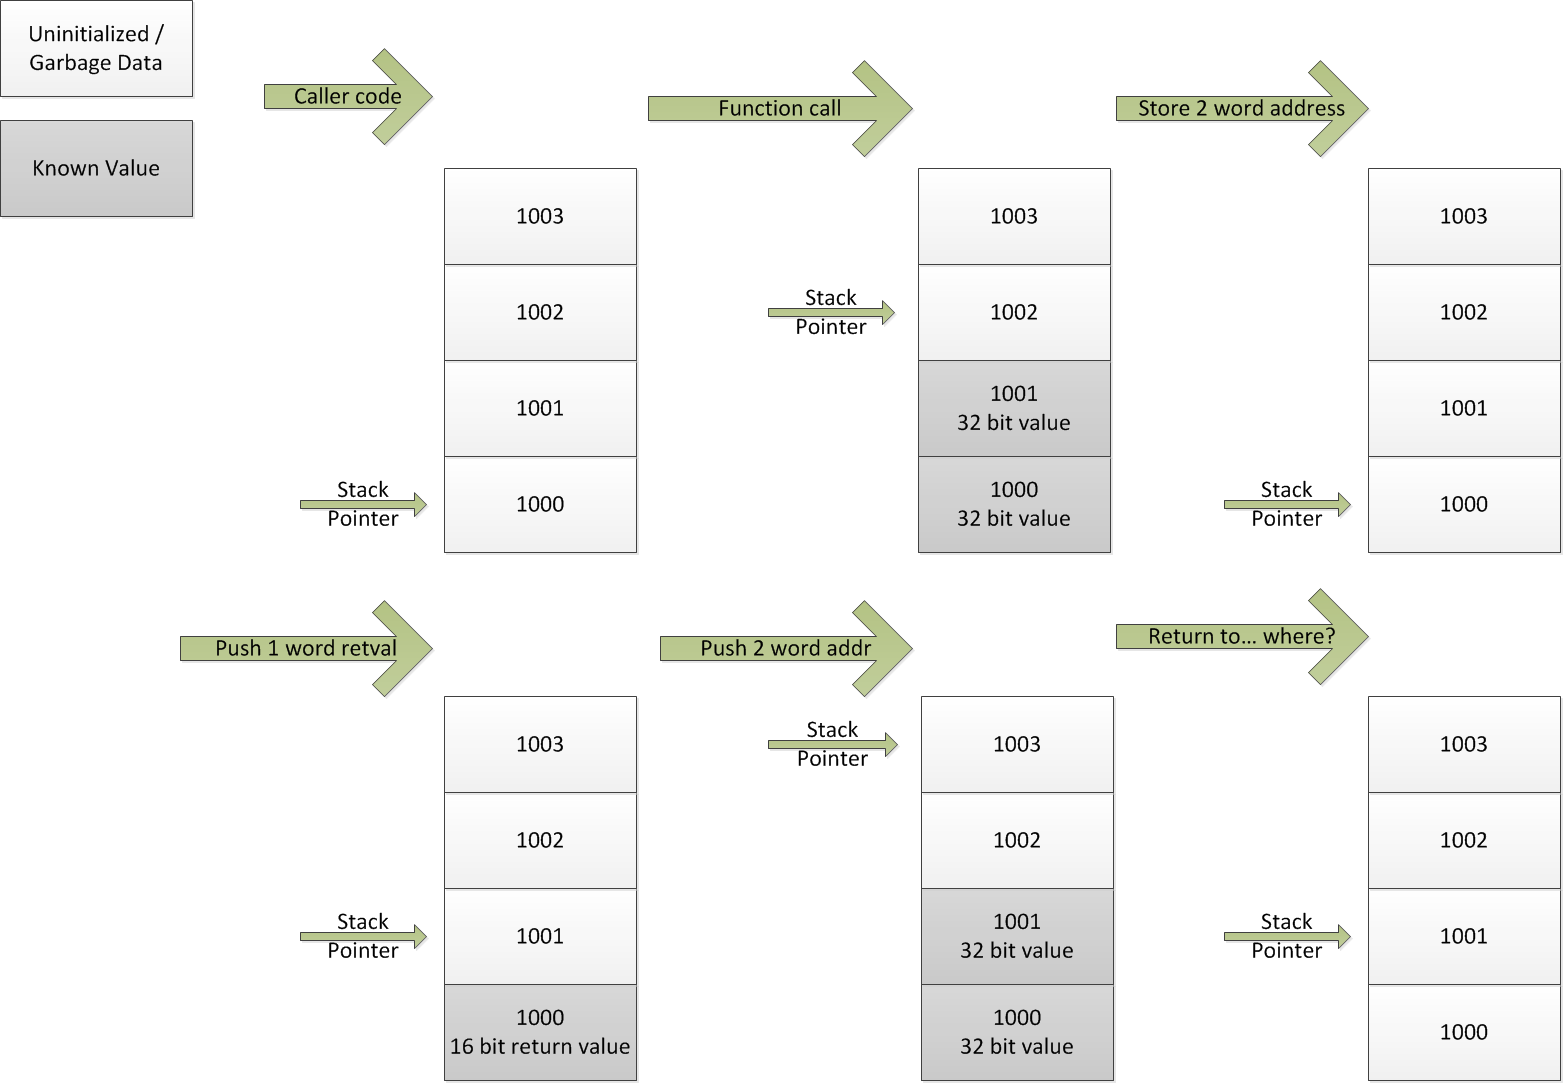 Uninitialized /
Garbage Data
Known Value
Caller code
Function call
Store 2 word address
1003
1002
1001
1000
Stack
Pointer
1003
1002
1001
32 bit value
1000
32 bit value
Stack
Pointer
1003
1002
1001
1000
Stack
Pointer
Push 1 word retval
Push 2 word addr
Return to... where?
1003
1002
1001
1000
16 bit return value
Stack
Pointer
1003
1002
1001
32 bit value
1000
32 bit value
Stack
Pointer
1003
1002
1001
1000
Stack
Pointer